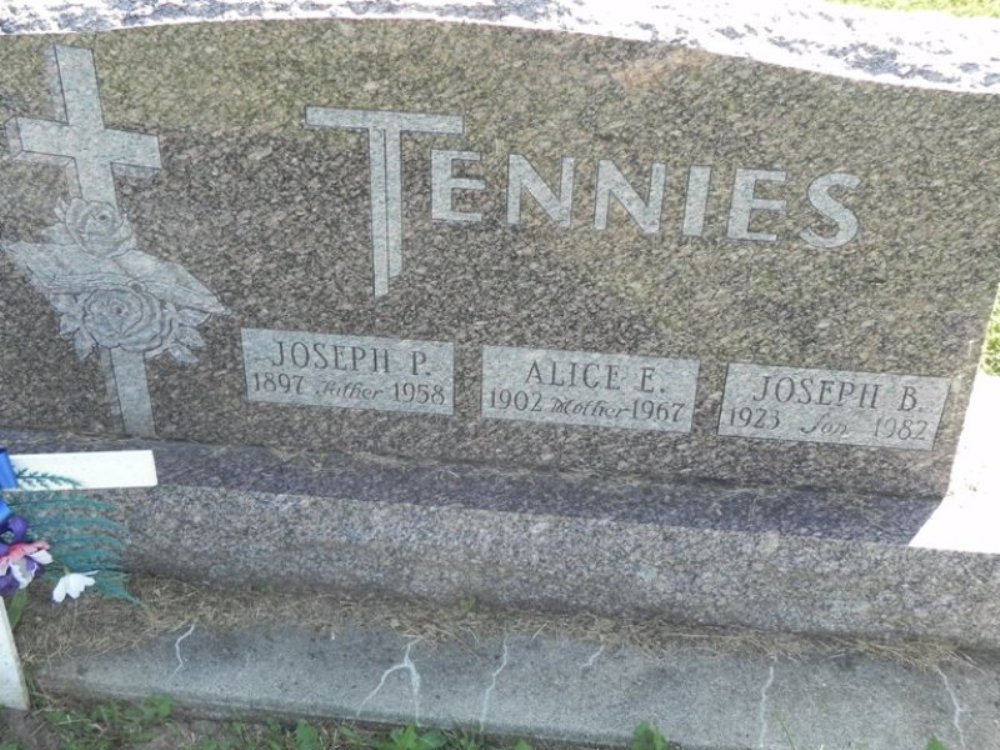 TENNIES
JOSEPH P.
1897 Father 1958
ALICE E.
1902 Mother 1967
JOSEPH B.
1923 Son 1982